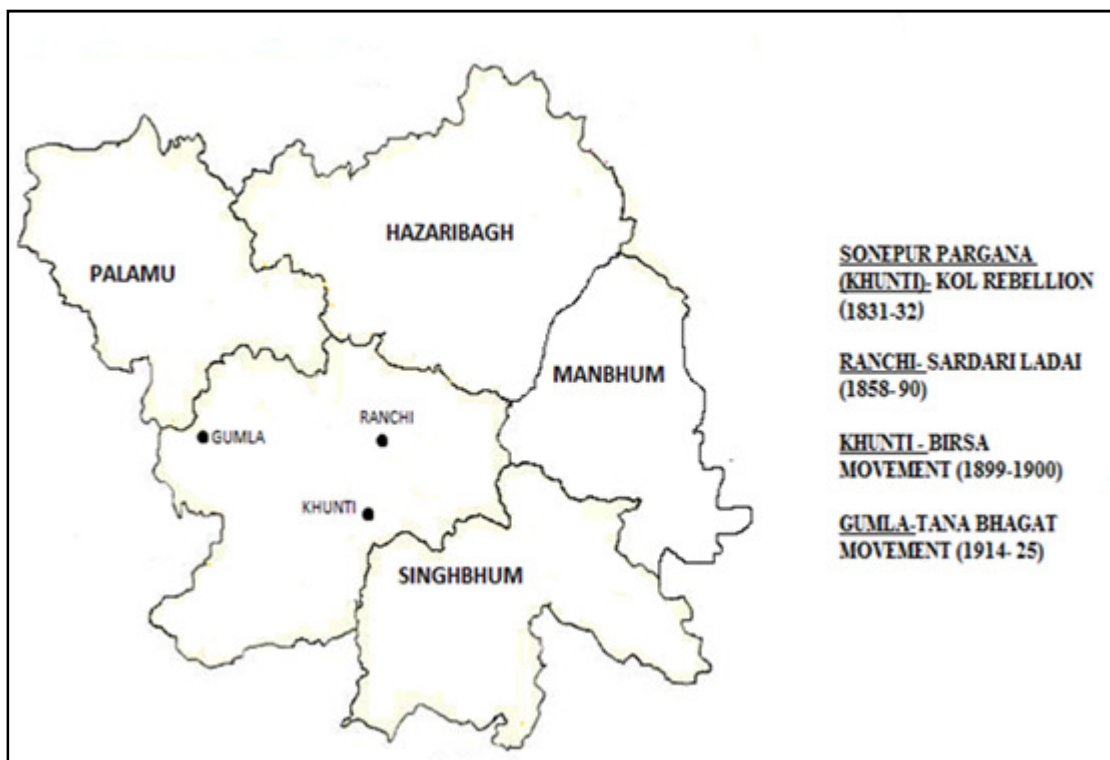 HAZARIBAGH
PALAMU
MANBHUM
RANCHI
GUMLA
KHUNTI
SINGHBHUM
SONEPUR PARGANA
(KHUNTI)- KOL REBELLION
(1831-32)
RANCHI- SARDARI LADAI
(1858- 90)
KHUNTI - BIRSA
MOVEMENT (1899-1900)
GUMLA-TANA BHAGAT
MOVEMENT (1914- 25)